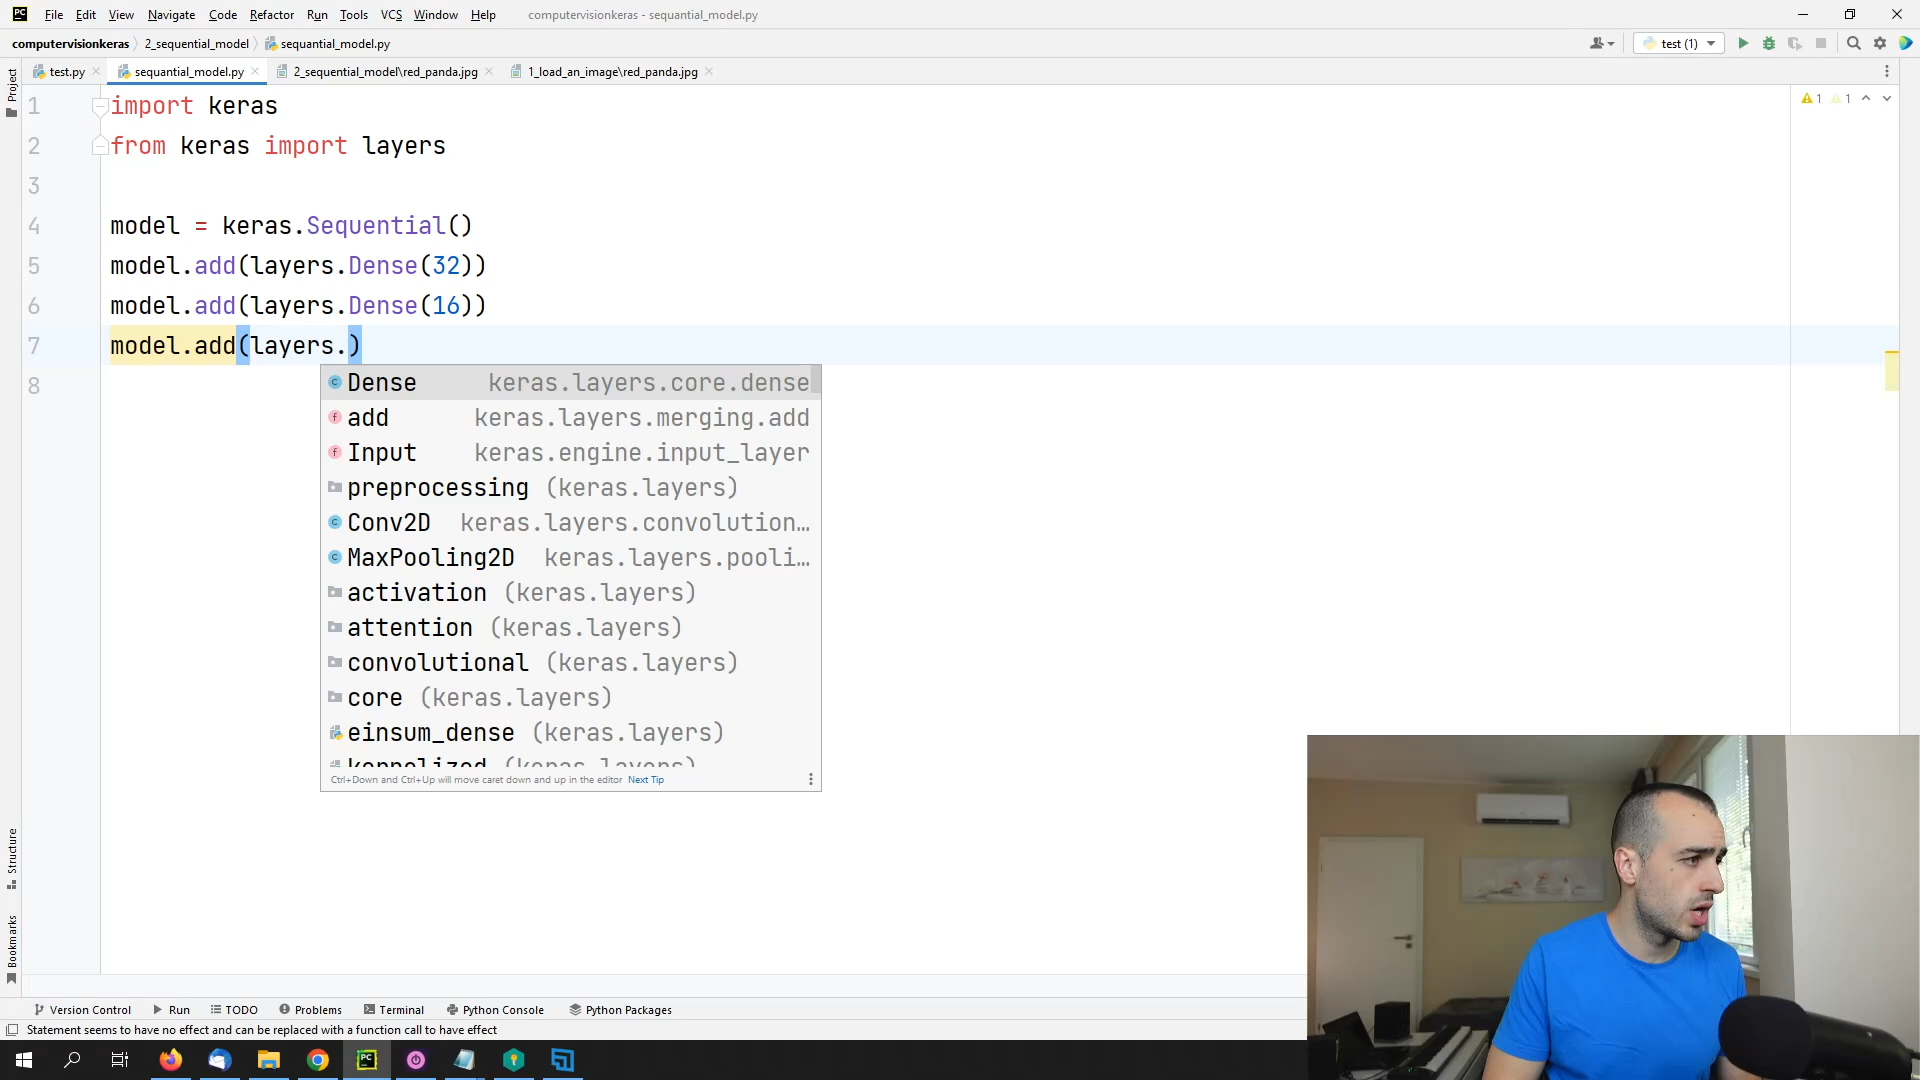 PC File Edit View Navigate Code Refactor Run Tools VCS Window Help computervisionkeras - sequantial_model.py
computervisionkeras 2_sequential_model sequantial_model.py test (1)
Project test.py sequantial_model.py 2_sequential_model\red_panda.jpg 1_load_an_image\red_panda.jpg
1 import keras 1 1
2 from keras import layers
3
4 model = keras.Sequential()
5 model.add(layers.Dense(32))
6 model.add(layers.Dense(16))
7 model.add(layers.)
8
Dense keras.layers.core.dense
add keras.layers.merging.add
Input keras.engine.input_layer
preprocessing (keras.layers)
Conv2D keras.layers.convolution...
MaxPooling2D keras.layers.pooli...
activation (keras.layers)
attention (keras.layers)
convolutional (keras.layers)
core (keras.layers)
einsum_dense (keras.layers)
kernelized (keras.layers)
Ctrl+Down and Ctrl+Up will move caret down and up in the editor Next Tip
Structure
Bookmarks
Version Control Run TODO Problems Terminal Python Console Python Packages
Statement seems to have no effect and can be replaced with a function call to have effect
PC